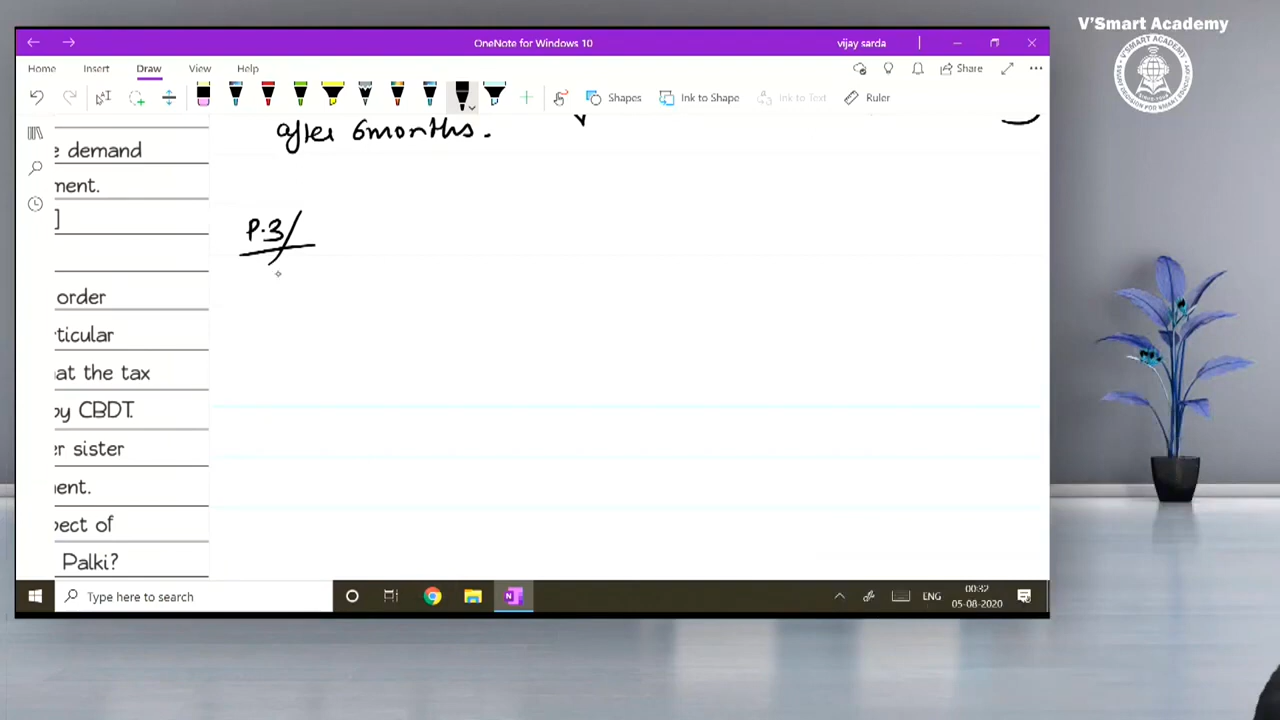 V'Smart Academy
OneNote for Windows 10
vijay sarda
Home Insert Draw View Help
Share
Shapes Ink to Shape Ink to Text Ruler
after 6months.
e demand
ment.
]
order
ticular
at the tax
by CBDT.
er sister
ent.
pect of
Palki?
P.3/
Type here to search
ENG
00:32
05-08-2020